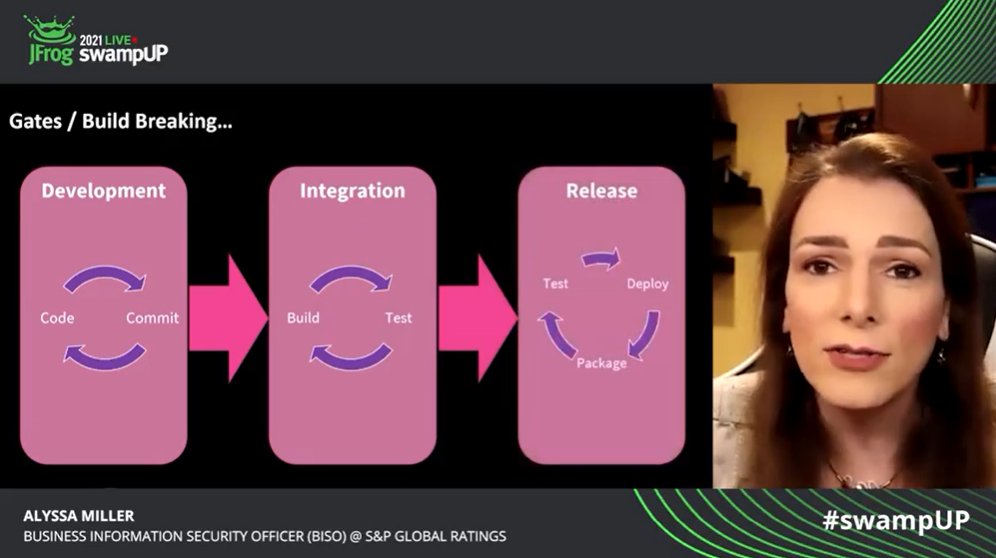 2021 LIVE
JFrog swampUP
Gates / Build Breaking...
Development
Integration
Release
Code
Commit
Build
Test
Test
Deploy
Package
ALYSSA MILLER
BUSINESS INFORMATION SECURITY OFFICER (BISO) @ S&P GLOBAL RATINGS
#swampUP